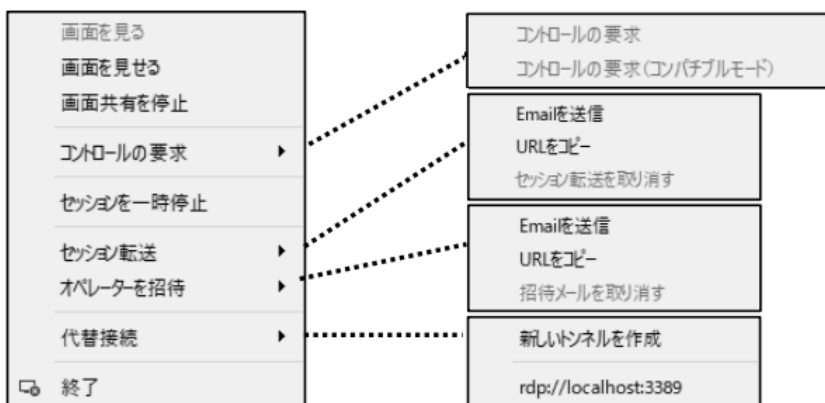 画面を見る
画面を見せる
画面共有を停止
コントロールの要求
セッションを一時停止
セッション転送
オペレーターを招待
代替接続
終了
コントロールの要求
コントロールの要求(コンパチブルモード)
Emailを送信
URLをコピー
セッション転送を取り消す
Emailを送信
URLをコピー
招待メールを取り消す
新しいトンネルを作成
rdp://localhost:3389